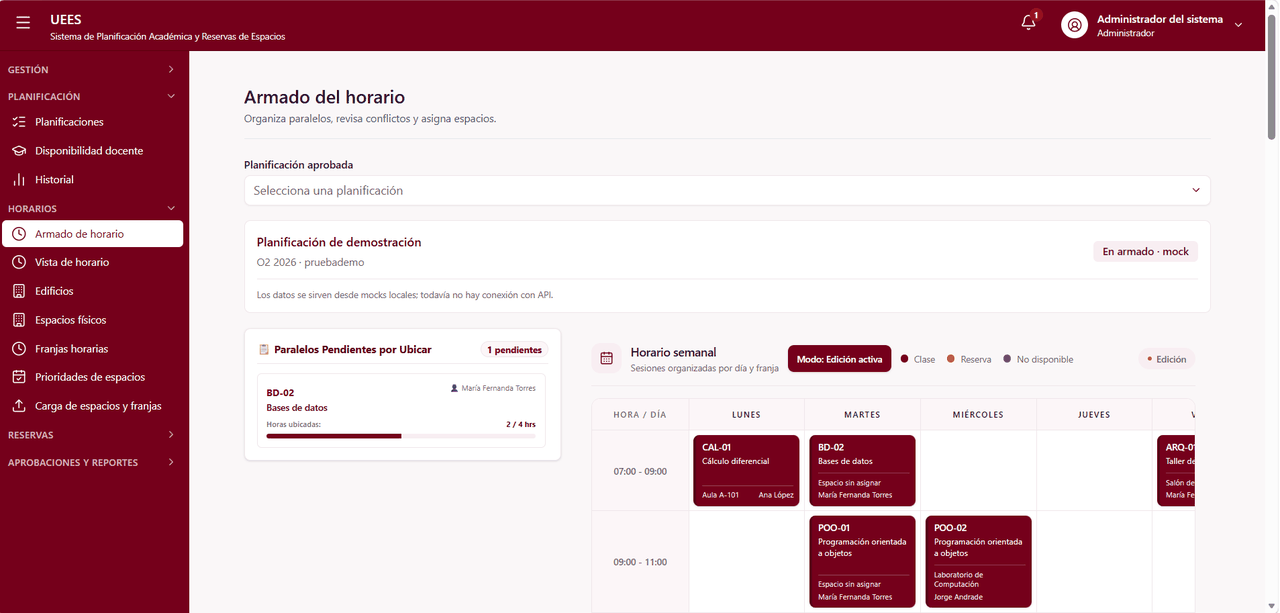 UEES
Sistema de Planificación Académica y Reservas de Espacios
1
Administrador del sistema
Administrador
GESTIÓN
PLANIFICACIÓN
Planificaciones
Disponibilidad docente
Historial
HORARIOS
Armado de horario
Vista de horario
Edificios
Espacios físicos
Franjas horarias
Prioridades de espacios
Carga de espacios y franjas
RESERVAS
APROBACIONES Y REPORTES
Armado del horario
Organiza paralelos, revisa conflictos y asigna espacios.
Planificación aprobada
Selecciona una planificación
Planificación de demostración
O2 2026 · pruebademo
En armado · mock
Los datos se sirven desde mocks locales; todavía no hay conexión con API.
Paralelos Pendientes por Ubicar
1 pendientes
BD-02
María Fernanda Torres
Bases de datos
Horas ubicadas:
2 / 4 hrs
Horario semanal
Sesiones organizadas por día y franja
Modo: Edición activa
Clase
Reserva
No disponible
Edición
HORA / DÍA
LUNES
MARTES
MIÉRCOLES
JUEVES
07:00 - 09:00
CAL-01
Cálculo diferencial
Aula A-101
Ana López
BD-02
Bases de datos
Espacio sin asignar
María Fernanda Torres
ARQ-01
Taller de
Salón de
María Fe
09:00 - 11:00
POO-01
Programación orientada
a objetos
Espacio sin asignar
María Fernanda Torres
POO-02
Programación orientada
a objetos
Laboratorio de
Computación
Jorge Andrade